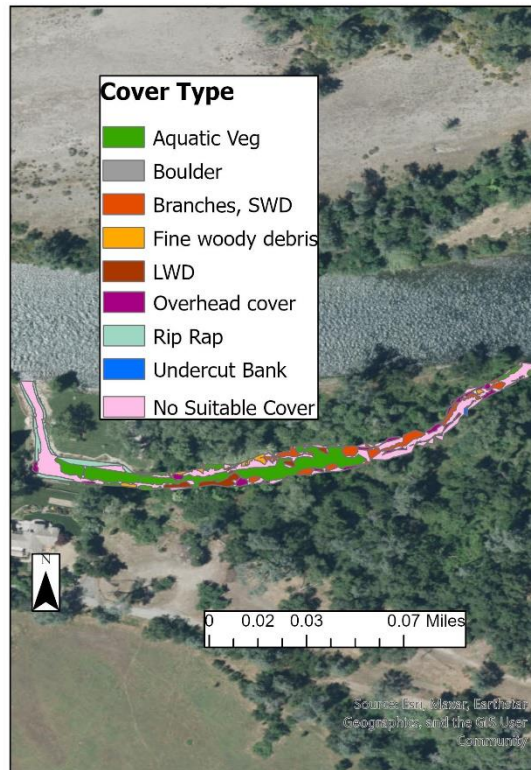 Cover Type
Aquatic Veg
Boulder
Branches, SWD
Fine woody debris
LWD
Overhead cover
Rip Rap
Undercut Bank
No Suitable Cover
N
0 0.02 0.03 0.07 Miles
Source: Esri, Maxar, Earthstar
Geographics, and the GIS User
Community